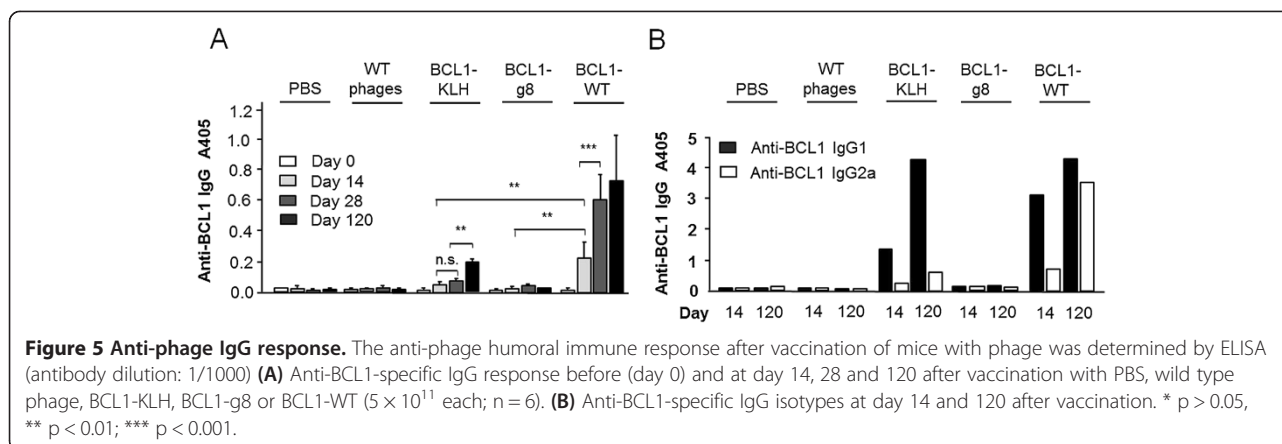 A
PBS
WT phages
BCL1-KLH
BCL1-g8
BCL1-WT
Anti-BCL1 IgG A405
1.2
1.0
0.8
0.6
0.4
0.2
0.0
Day 0
Day 14
Day 28
Day 120
n.s.
**
**
**
***
B
PBS
WT phages
BCL1-KLH
BCL1-g8
BCL1-WT
Anti-BCL1 IgG A405
5
4
3
2
1
0
Anti-BCL1 IgG1
Anti-BCL1 IgG2a
Day 14 120 14 120 14 120 14 120 14 120
Figure 5 Anti-phage IgG response. The anti-phage humoral immune response after vaccination of mice with phage was determined by ELISA
(antibody dilution: 1/1000) (A) Anti-BCL1-specific IgG response before (day 0) and at day 14, 28 and 120 after vaccination with PBS, wild type
phage, BCL1-KLH, BCL1-g8 or BCL1-WT (5 × 10¹¹ each; n = 6). (B) Anti-BCL1-specific IgG isotypes at day 14 and 120 after vaccination. * p > 0.05,
** p < 0.01; *** p < 0.001.